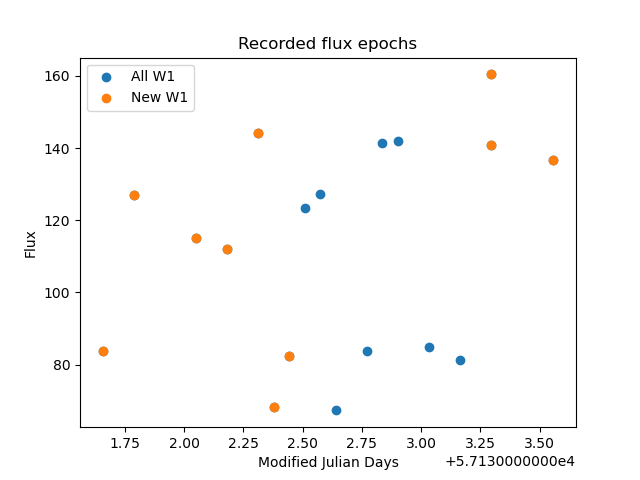 Recorded flux epochs
All W1
New W1
160
140
120
100
80
Flux
1.75 2.00 2.25 2.50 2.75 3.00 3.25 3.50
Modified Julian Days
+5.7130000000e4